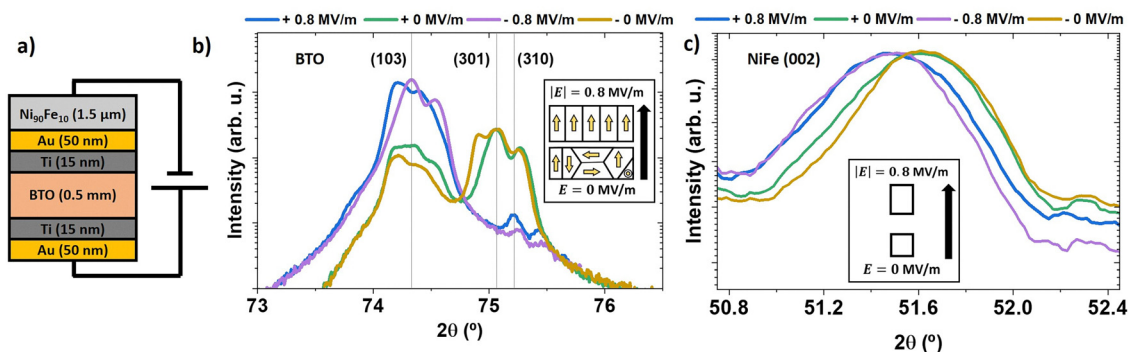 a)
Ni90Fe10 (1.5 μm)
Au (50 nm)
Ti (15 nm)
BTO (0.5 mm)
Ti (15 nm)
Au (50 nm)
b)
+ 0.8 MV/m + 0 MV/m - 0.8 MV/m - 0 MV/m
BTO (103) (301) (310)
|E| = 0.8 MV/m
E = 0 MV/m
Intensity (arb. u.)
73 74 75 76
2θ (º)
c)
+ 0.8 MV/m + 0 MV/m - 0.8 MV/m - 0 MV/m
NiFe (002)
|E| = 0.8 MV/m
E = 0 MV/m
Intensity (arb. u.)
50.8 51.2 51.6 52.0 52.4
2θ (º)